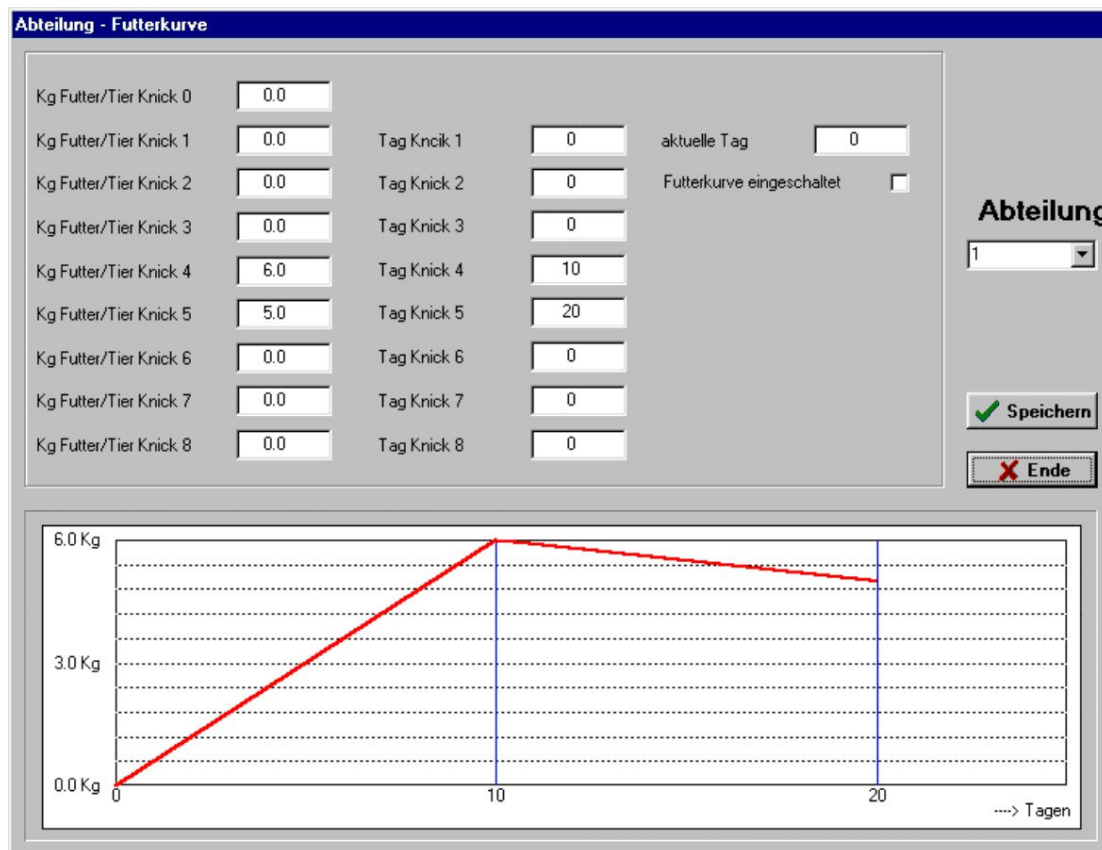 Abteilung - Futterkurve
Kg Futter/Tier Knick 0 0.0
Kg Futter/Tier Knick 1 0.0 Tag Kncik 1 0 aktuelle Tag 0
Kg Futter/Tier Knick 2 0.0 Tag Knick 2 0 Futterkurve eingeschaltet
Kg Futter/Tier Knick 3 0.0 Tag Knick 3 0
Kg Futter/Tier Knick 4 6.0 Tag Knick 4 10
Kg Futter/Tier Knick 5 5.0 Tag Knick 5 20
Kg Futter/Tier Knick 6 0.0 Tag Knick 6 0
Kg Futter/Tier Knick 7 0.0 Tag Knick 7 0
Kg Futter/Tier Knick 8 0.0 Tag Knick 8 0
Abteilung
1
Speichern
Ende
6.0 Kg
3.0 Kg
0.0 Kg
0 10 20
----> Tagen